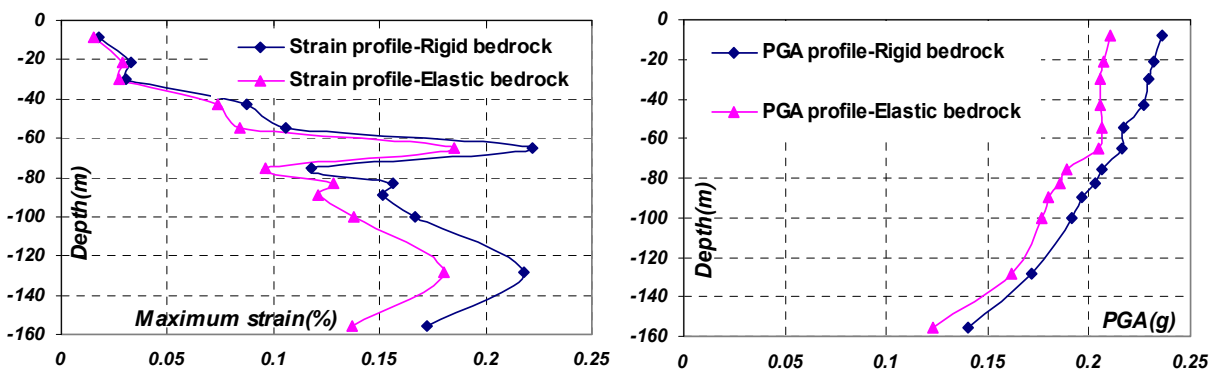 0
-20
-40
-60
-80
-100
-120
-140
-160
Depth(m)
Strain profile-Rigid bedrock
Strain profile-Elastic bedrock
Maximum strain(%)
0 0.05 0.1 0.15 0.2 0.25
0
-20
-40
-60
-80
-100
-120
-140
-160
Depth(m)
PGA profile-Rigid bedrock
PGA profile-Elastic bedrock
PGA(g)
0 0.05 0.1 0.15 0.2 0.25